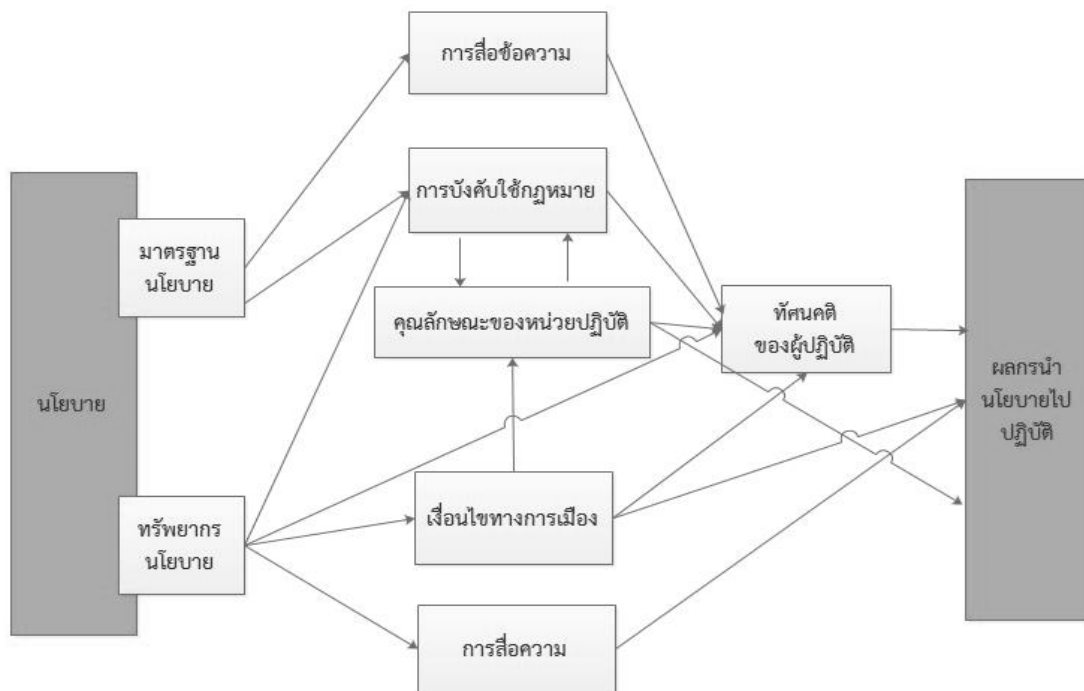 การสื่อข้อความ
การบังคับใช้กฎหมาย
มาตรฐาน
นโยบาย
คุณลักษณะของหน่วยปฏิบัติ
ทัศนคติ
ของผู้ปฏิบัติ
นโยบาย
ผลกรนำ
นโยบายไป
ปฏิบัติ
ทรัพยากร
นโยบาย
เงื่อนไขทางการเมือง
การสื่อความ